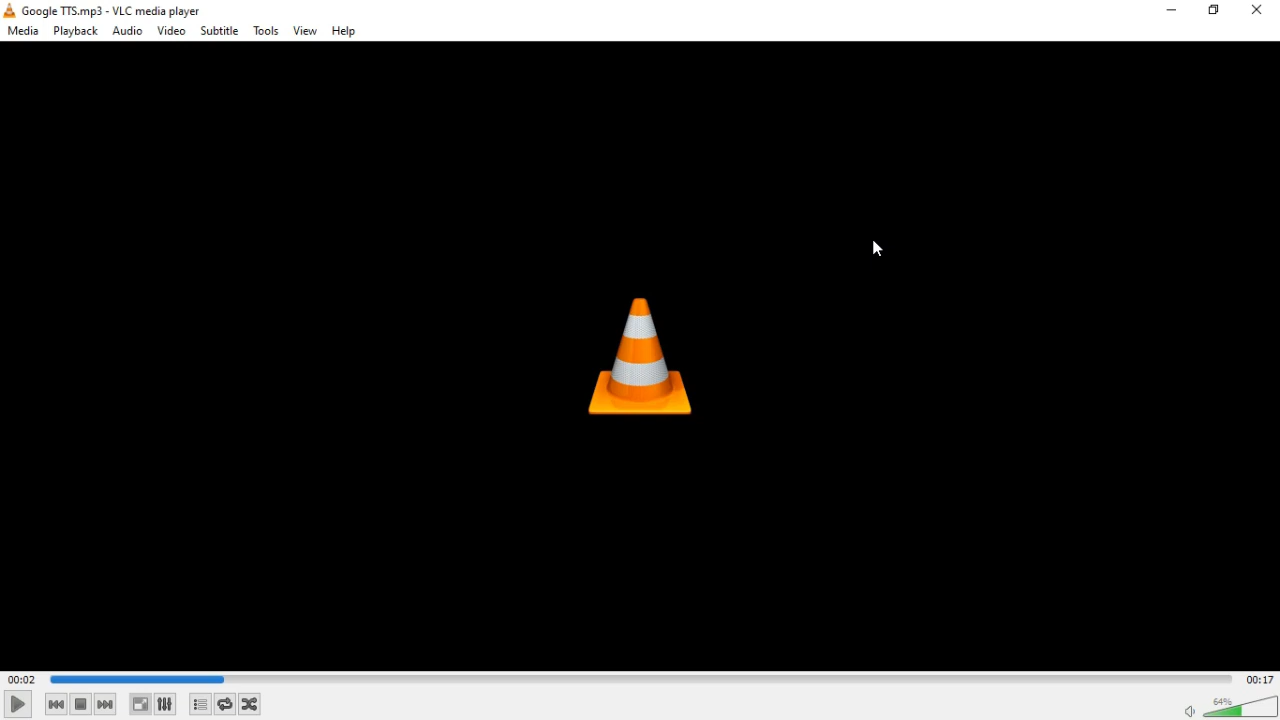 Google TTS.mp3 - VLC media player
Media Playback Audio Video Subtitle Tools View Help
00:02 00:17
64%